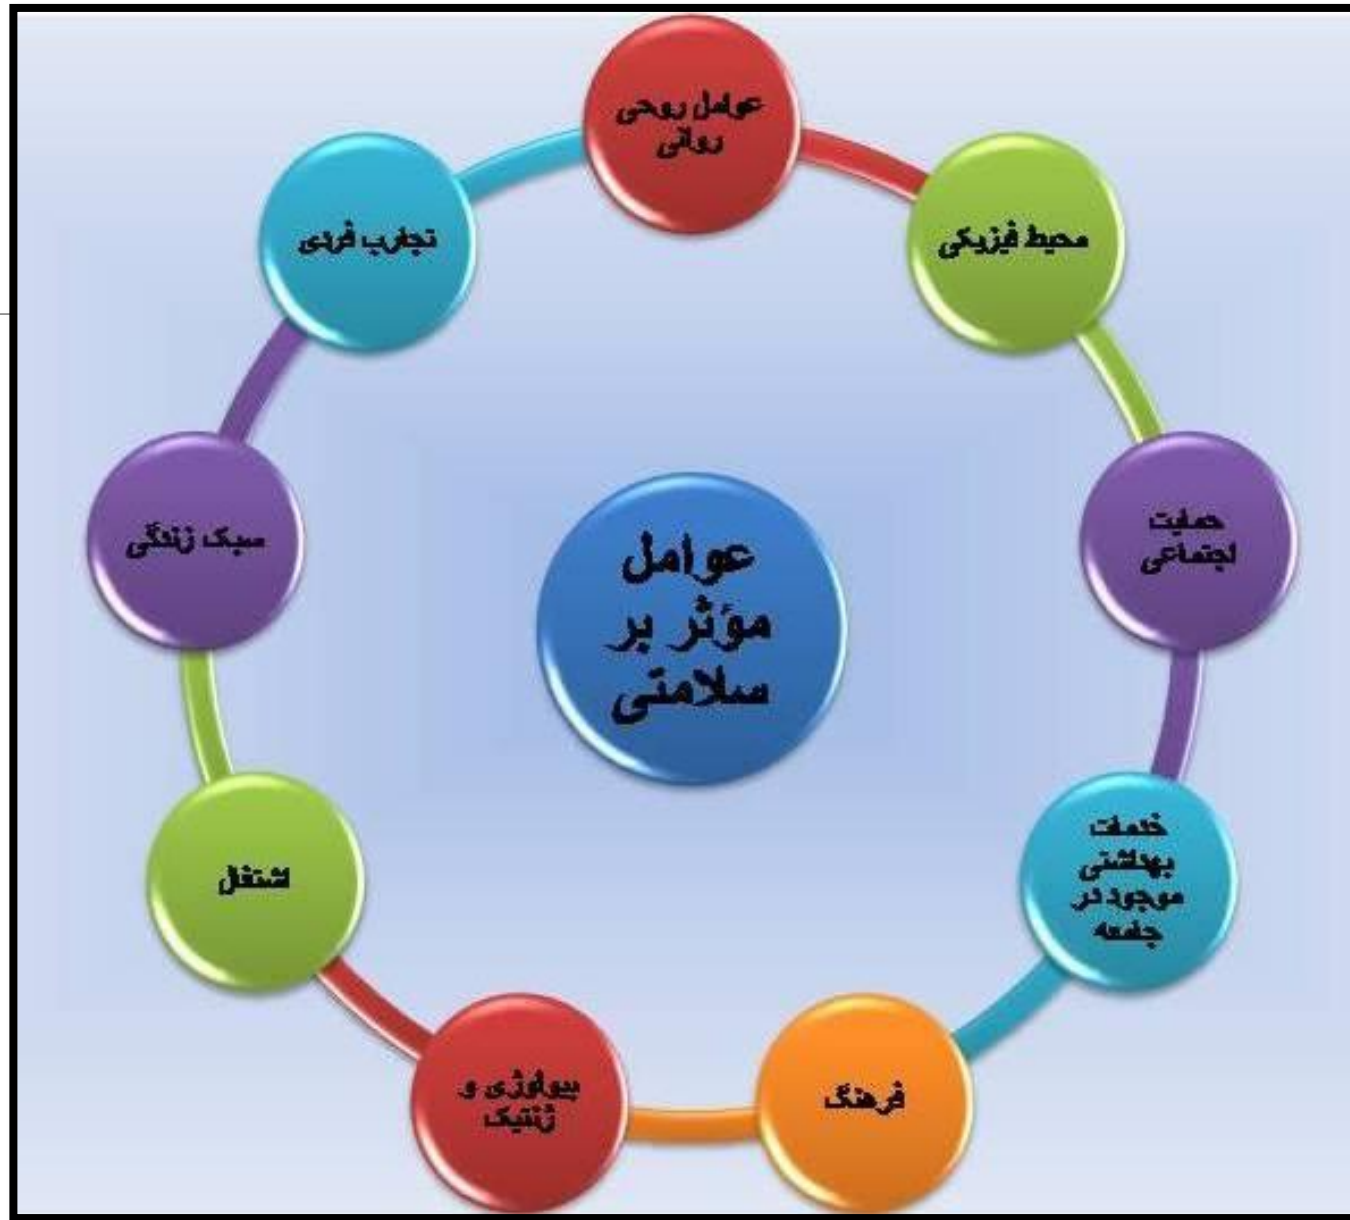 عوامل روحی
روانی
محیط فیزیکی
حمایت
اجتماعی
خدمات
بهداشتی
موجود در
جامعه
فرهنگ
بیولوژی و
ژنتیک
اشتغال
سبک زندگی
تجارب فردی
عوامل
مؤثر بر
سلامتی